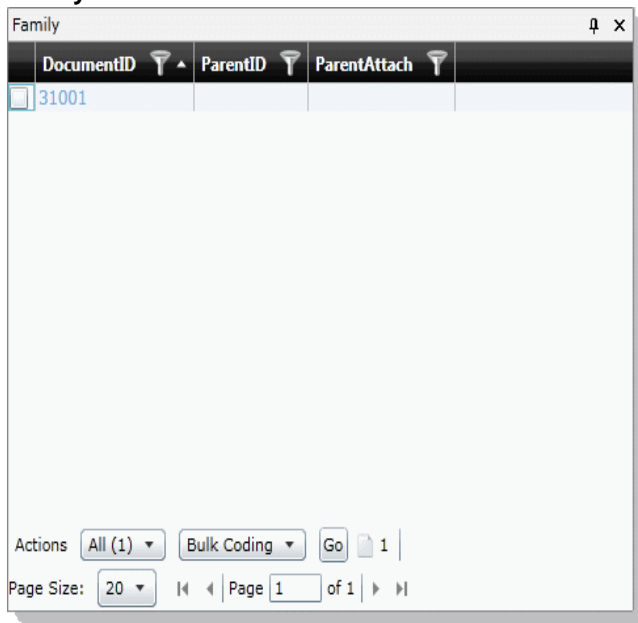 Family
DocumentID ParentID ParentAttach
31001
Actions All (1) Bulk Coding Go 1
Page Size: 20 Page 1 of 1